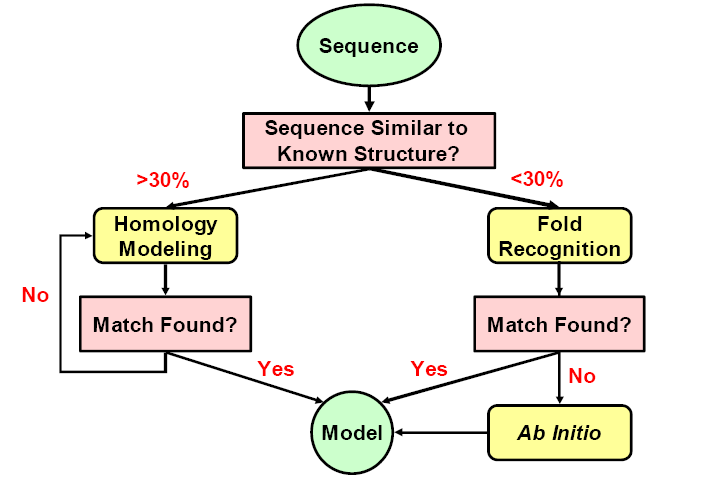 Sequence
Sequence Similar to
Known Structure?
>30%
<30%
Homology
Modeling
Fold
Recognition
No
Match Found?
Match Found?
Yes
Yes
No
Model
Ab Initio